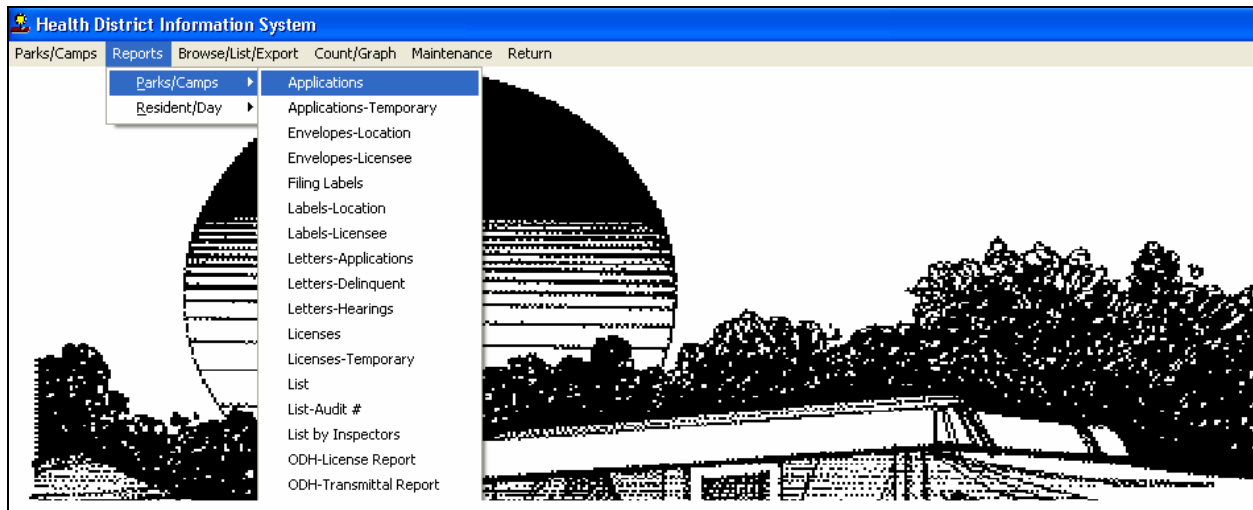 Health District Information System
Parks/Camps Reports Browse/List/Export Count/Graph Maintenance Return
Parks/Camps
Resident/Day
Applications
Applications-Temporary
Envelopes-Location
Envelopes-Licensee
Filing Labels
Labels-Location
Labels-Licensee
Letters-Applications
Letters-Delinquent
Letters-Hearings
Licenses
Licenses-Temporary
List
List-Audit #
List by Inspectors
ODH-License Report
ODH-Transmittal Report